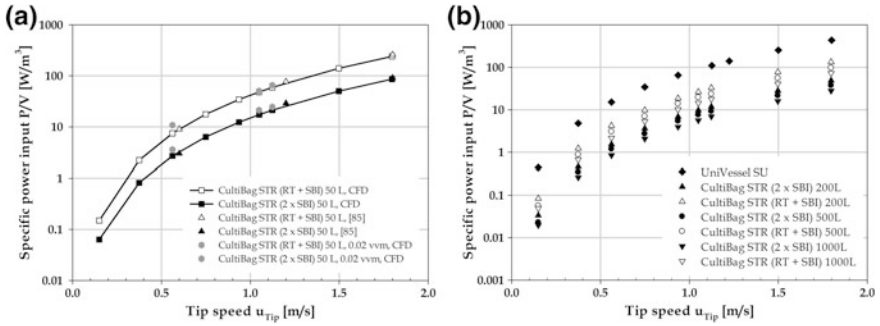 (a)
Specific power input P/V [W/m³]
1000
100
10
1
0.1
0.01
0.0
0.5
1.0
1.5
2.0
Tip speed uTip [m/s]
CultiBag STR (RT + SBI) 50 L, CFD
CultiBag STR (2 x SBI) 50 L, CFD
CultiBag STR (RT + SBI) 50 L, [85]
CultiBag STR (2 x SBI) 50 L, [85]
CultiBag STR (RT + SBI) 50 L, 0.02 vvm, CFD
CultiBag STR (2 x SBI) 50 L, 0.02 vvm, CFD
(b)
Specific power input P/V [W/m³]
1000
100
10
1
0.1
0.01
0.001
0.0
0.5
1.0
1.5
2.0
Tip speed uTip [m/s]
UniVessel SU
CultiBag STR (2 x SBI) 200L
CultiBag STR (RT + SBI) 200L
CultiBag STR (2 x SBI) 500L
CultiBag STR (RT + SBI) 500L
CultiBag STR (2 x SBI) 1000L
CultiBag STR (RT + SBI) 1000L